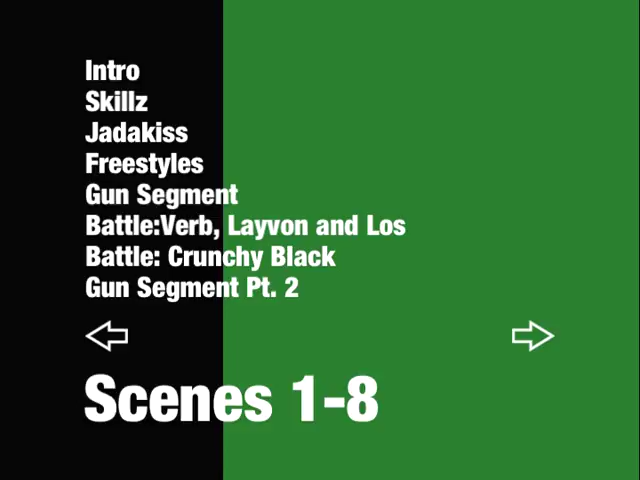 Intro
Skillz
Jadakiss
Freestyles
Gun Segment
Battle:Verb, Layvon and Los
Battle: Crunchy Black
Gun Segment Pt. 2
Scenes 1-8